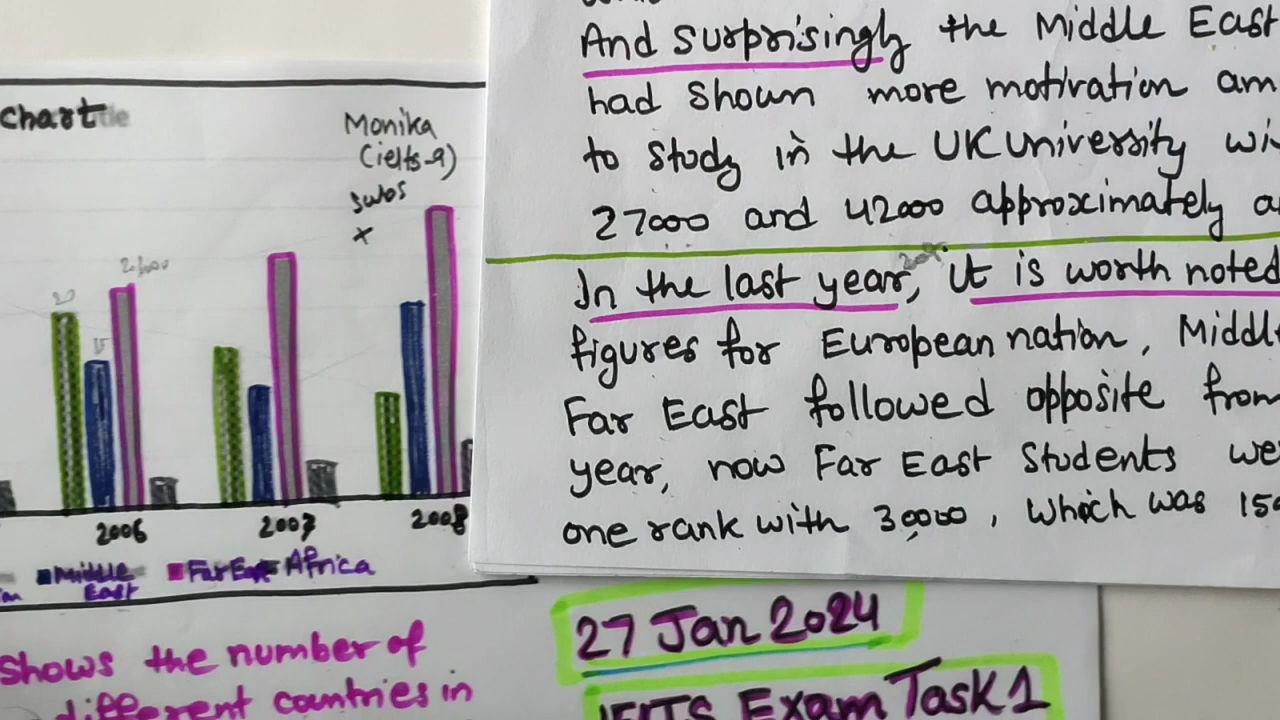 chart
Monika
(ielts-9)
subs
21000
15
2006 2007 2008
Middle East
Far East
Africa
Shows the number of
different countries in
And surprisingly the Middle East
had shown more motivation am
to study in the UK University wi
27000 and 42000 approximately a
In the last year, it is worth noted
figures for European nation, Middl
Far East followed opposite from
year, now Far East Students we
one rank with 30000, Which was 150
27 Jan 2024
IELTS Exam Task 1